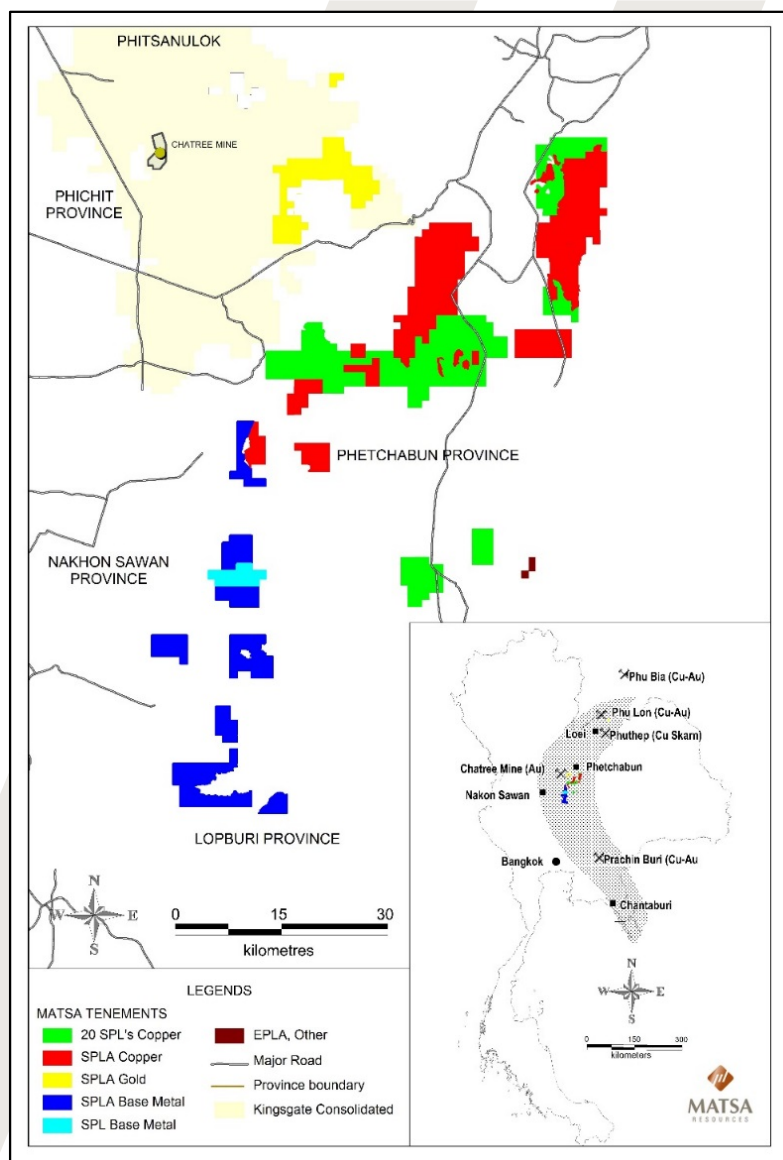 PHITSANULOK
CHATREE MINE
PHICHIT
PROVINCE
PHETCHABUN PROVINCE
NAKHON SAWAN
PROVINCE
LOPBURI PROVINCE
N
W E
S
0 15 30
kilometres
LEGENDS
MATSA TENEMENTS
20 SPL's Copper
SPLA Copper
SPLA Gold
SPLA Base Metal
SPL Base Metal
EPLA, Other
Major Road
Province boundary
Kingsgate Consolidated
Phu Bia (Cu-Au)
Phu Lon (Cu-Au)
Loei
Phuthep (Cu Skarn)
Chatree Mine (Au)
Phetchabun
Nakon Sawan
Bangkok
Prachin Buri (Cu-Au
Chantaburi
N
W E
S
0 150 300
kilometers
MATSA
RESOURCES